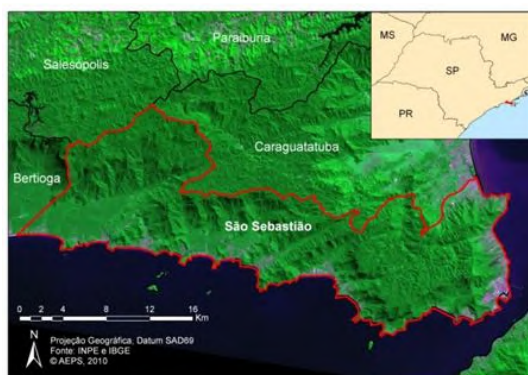 Paraibuna
Salesópolis
MS
MG
SP
PR
Caraguatatuba
Bertioga
São Sebastião
0 2 4 8 12 16
Km
N
Projeção Geográfica, Datum SAD69
Fonte: INPE e IBGE
© AEPS, 2010